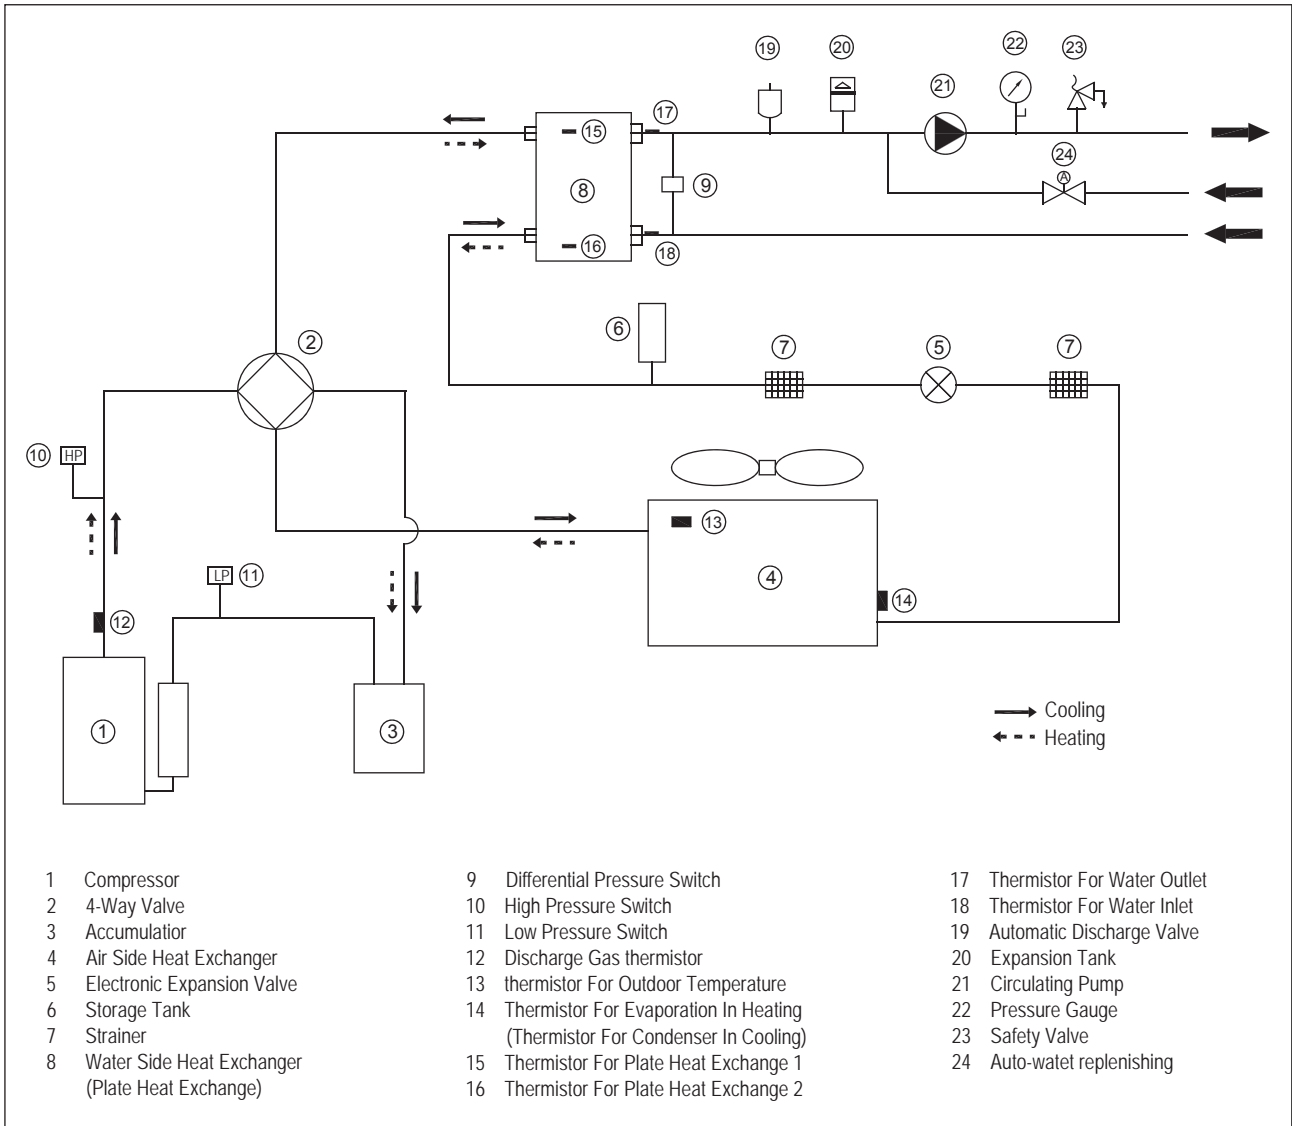 19
20
21
22
23
24
A
17
15
8
9
16
18
6
7
5
7
2
10 HP
13
4
14
LP 11
12
1
3
Cooling
Heating
1 Compressor
2 4-Way Valve
3 Accumulatior
4 Air Side Heat Exchanger
5 Electronic Expansion Valve
6 Storage Tank
7 Strainer
8 Water Side Heat Exchanger
(Plate Heat Exchange)
9 Differential Pressure Switch
10 High Pressure Switch
11 Low Pressure Switch
12 Discharge Gas thermistor
13 thermistor For Outdoor Temperature
14 Thermistor For Evaporation In Heating
(Thermistor For Condenser In Cooling)
15 Thermistor For Plate Heat Exchange 1
16 Thermistor For Plate Heat Exchange 2
17 Thermistor For Water Outlet
18 Thermistor For Water Inlet
19 Automatic Discharge Valve
20 Expansion Tank
21 Circulating Pump
22 Pressure Gauge
23 Safety Valve
24 Auto-watet replenishing